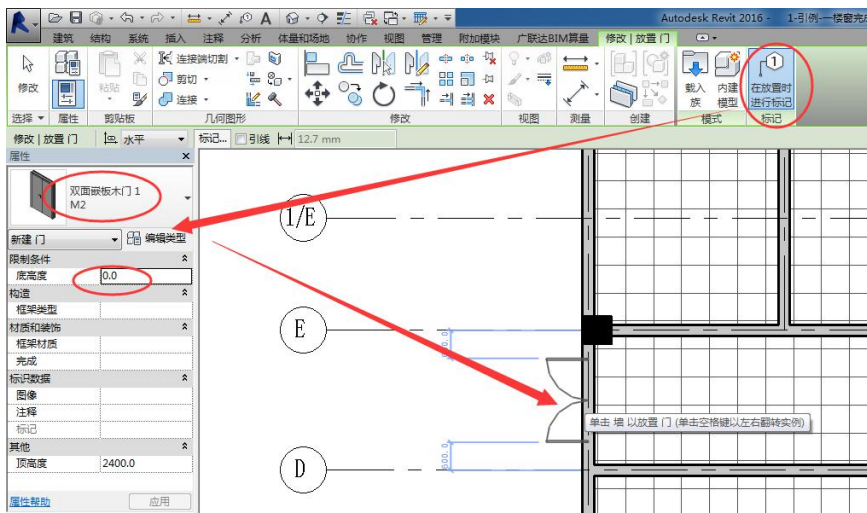 Autodesk Revit 2016 - 1-引例-一楼窗完成
建筑 结构 系统 插入 注释 分析 体量和场地 协作 视图 管理 附加模块 广联达BIM算量 修改 | 放置 门
修改 粘贴 连接端切割 剪切 连接 载入族 内建模型 在放置时进行标记
选择 属性 剪贴板 几何图形 修改 视图 测量 创建 模式 标记
修改 | 放置 门 水平 标记... 引线 12.7 mm
属性
双面嵌板木门 1
M2
新建 门 编辑类型
限制条件
底高度 0.0
构造
框架类型
材质和装饰
框架材质
完成
标识数据
图像
注释
标记
其他
顶高度 2400.0
属性帮助 应用
1/E
E
单击 墙 以放置 门 (单击空格键以左右翻转实例)
D